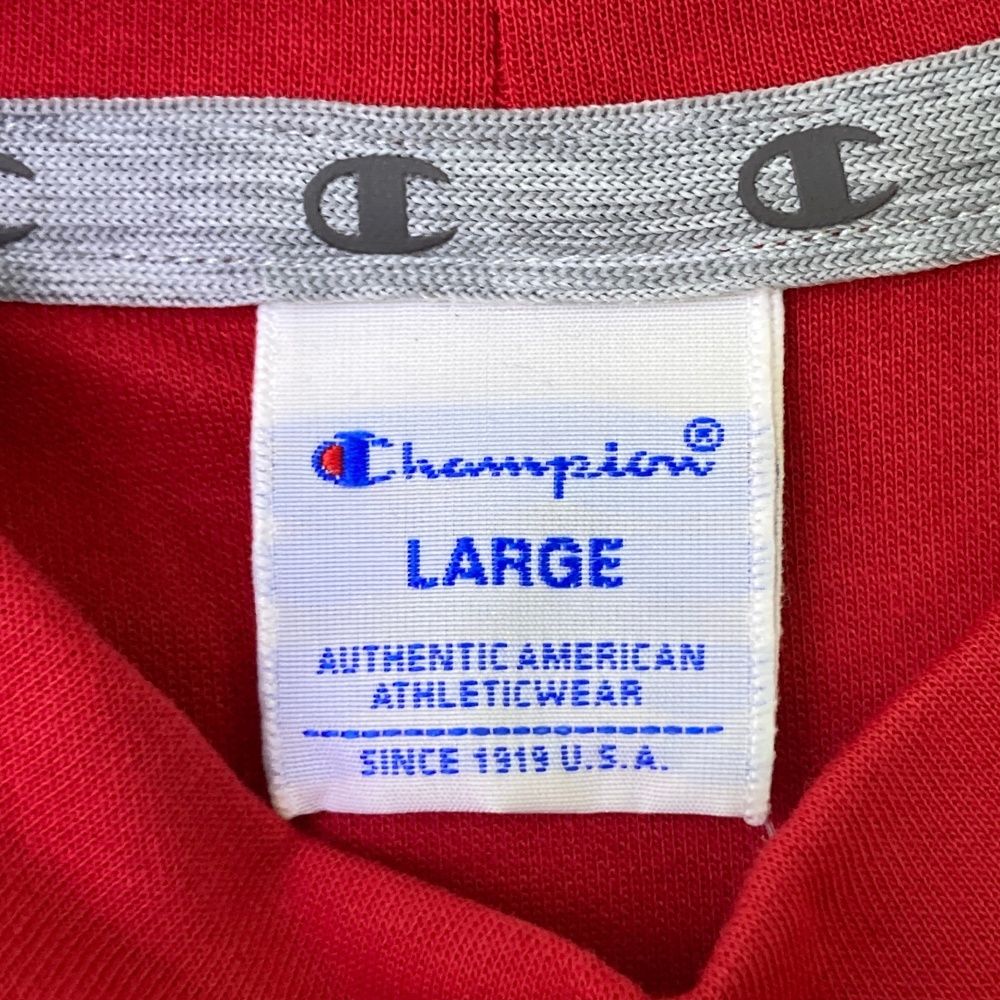 Champion®
LARGE
AUTHENTIC AMERICAN
ATHLETICWEAR
SINCE 1919 U.S.A.